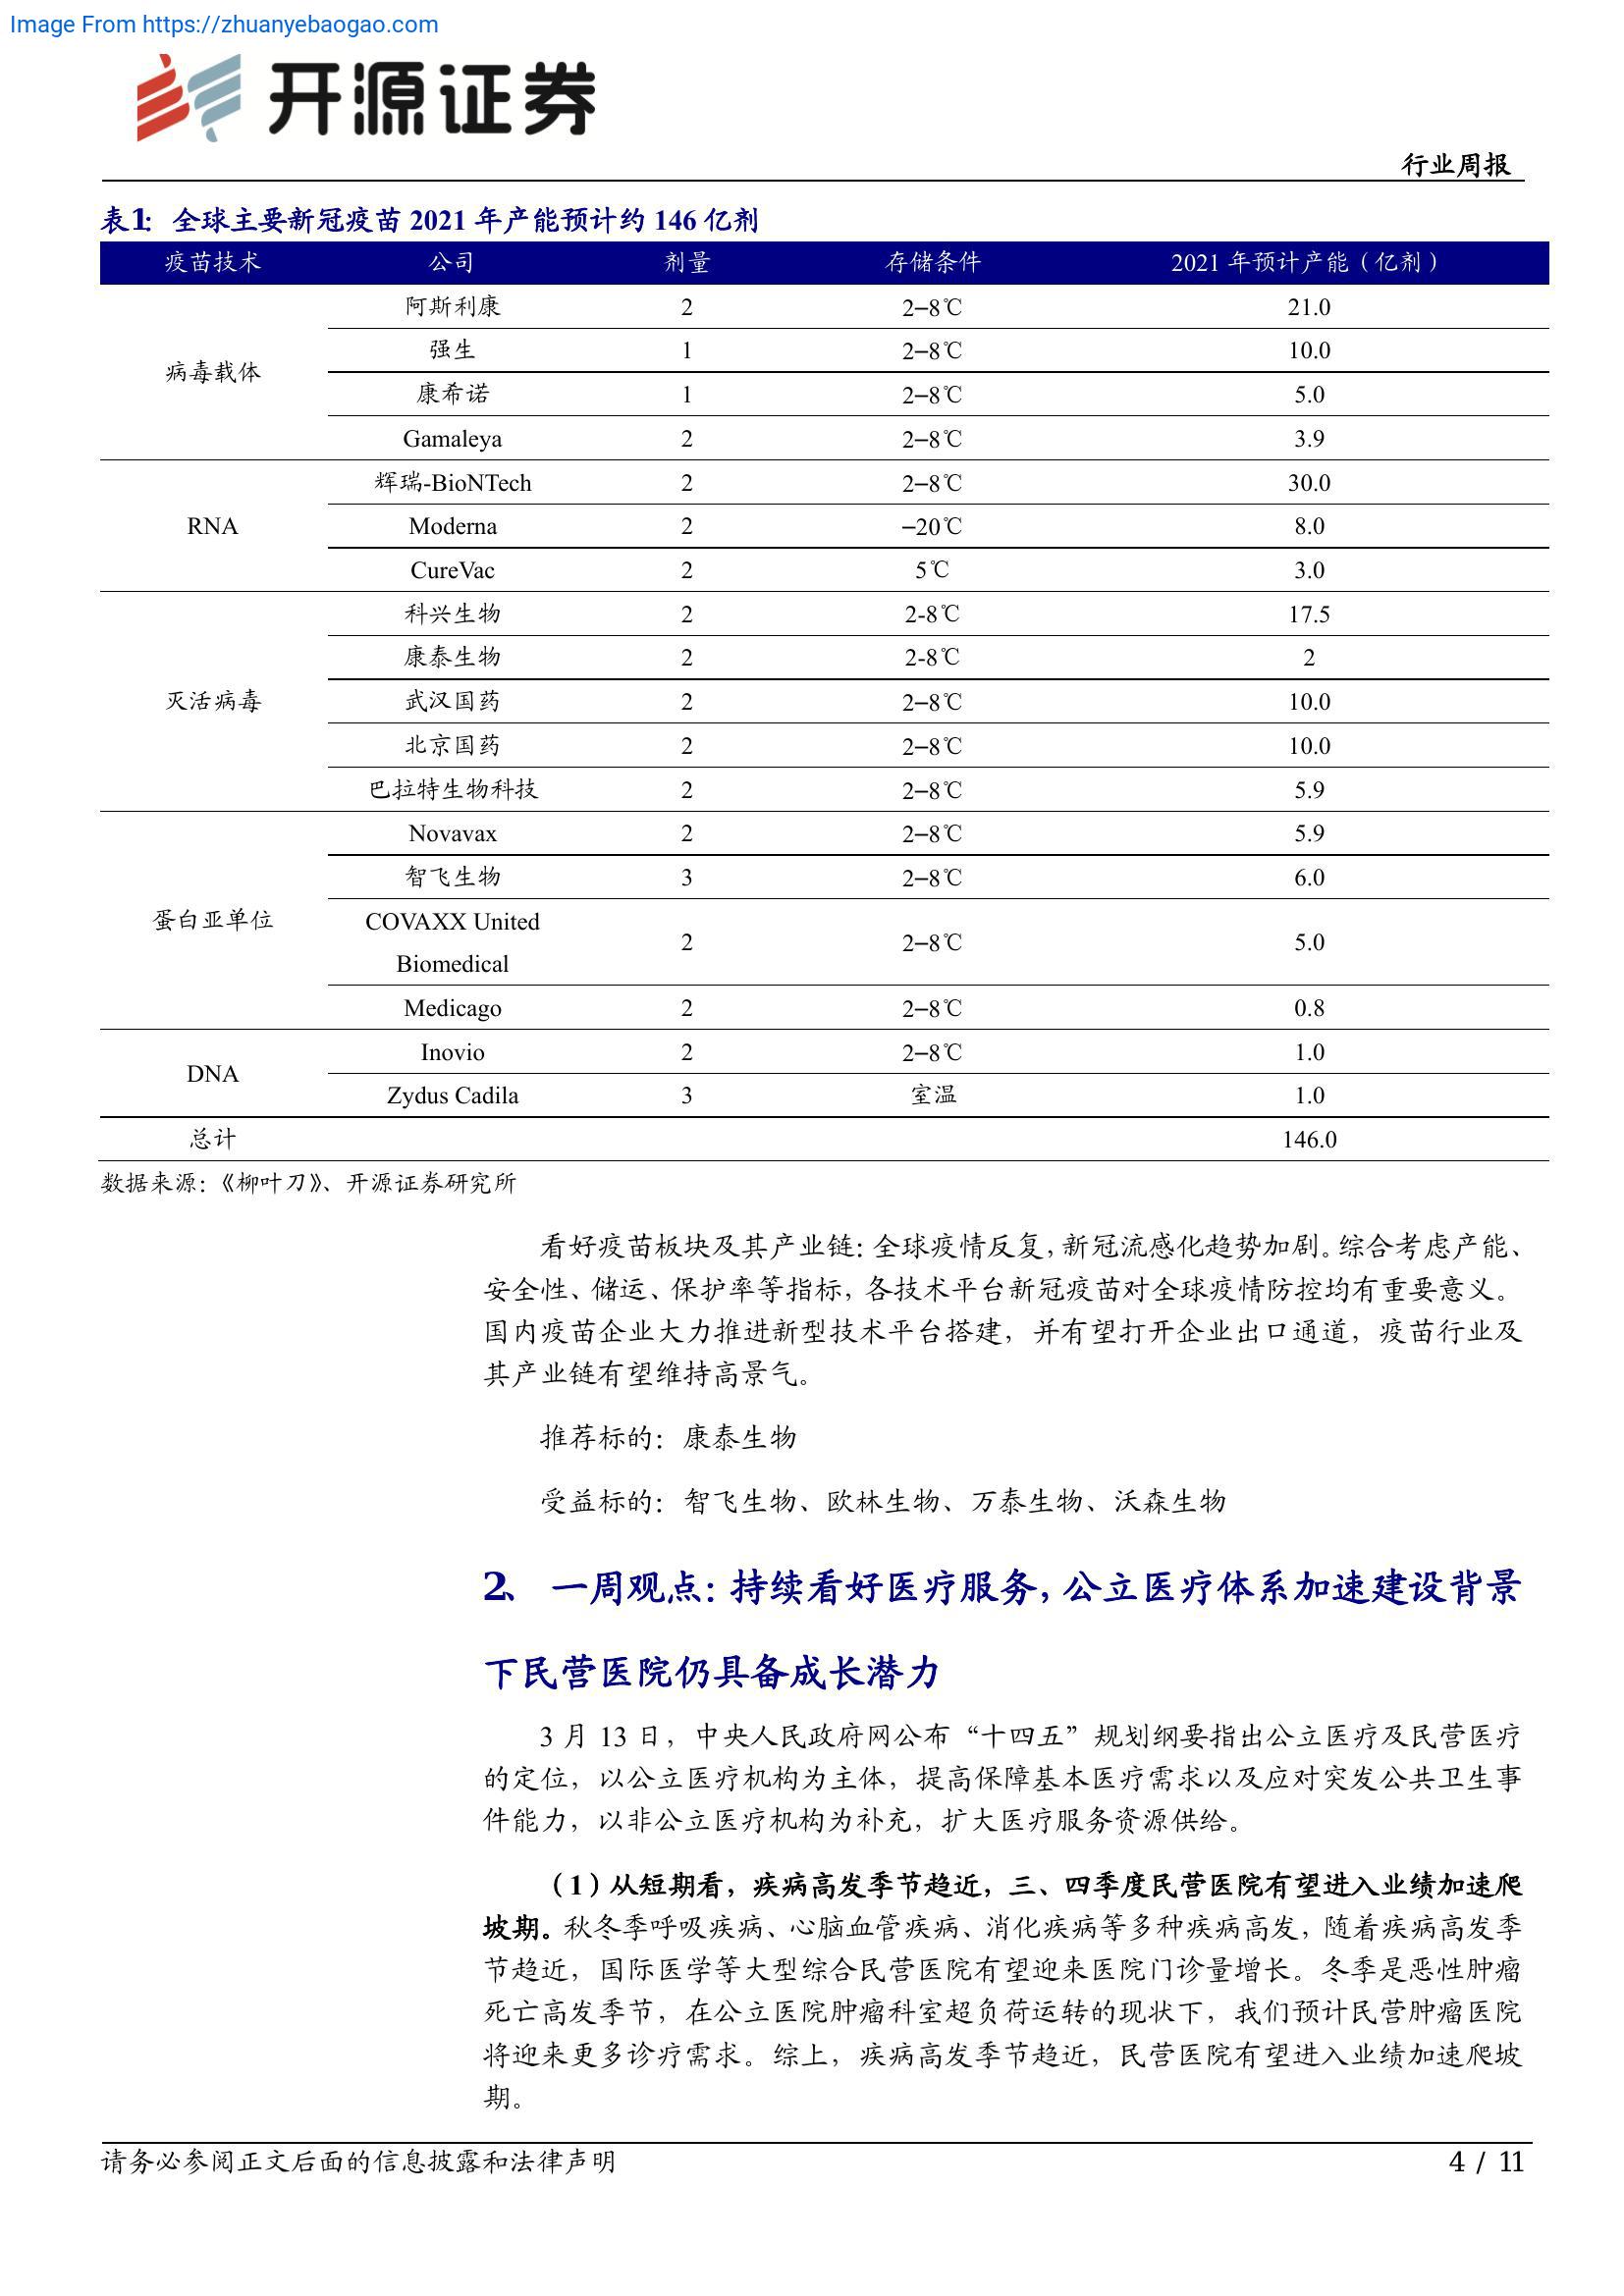 Image From https://zhuanyebaogao.com
开源证券
行业周报
表1: 全球主要新冠疫苗 2021 年产能预计约 146 亿剂
疫苗技术 公司 剂量 存储条件 2021 年预计产能（亿剂）
病毒载体
阿斯利康 2 2–8℃ 21.0
强生 1 2–8℃ 10.0
康希诺 1 2–8℃ 5.0
Gamaleya 2 2–8℃ 3.9
RNA
辉瑞-BioNTech 2 2–8℃ 30.0
Moderna 2 –20℃ 8.0
CureVac 2 5℃ 3.0
灭活病毒
科兴生物 2 2-8℃ 17.5
康泰生物 2 2-8℃ 2
武汉国药 2 2–8℃ 10.0
北京国药 2 2–8℃ 10.0
巴拉特生物科技 2 2–8℃ 5.9
蛋白亚单位
Novavax 2 2–8℃ 5.9
智飞生物 3 2–8℃ 6.0
COVAXX United
Biomedical 2 2–8℃ 5.0
Medicago 2 2–8℃ 0.8
DNA
Inovio 2 2–8℃ 1.0
Zydus Cadila 3 室温 1.0
总计 146.0
数据来源：《柳叶刀》、开源证券研究所
看好疫苗板块及其产业链：全球疫情反复，新冠流感化趋势加剧。综合考虑产能、
安全性、储运、保护率等指标，各技术平台新冠疫苗对全球疫情防控均有重要意义。
国内疫苗企业大力推进新型技术平台搭建，并有望打开企业出口通道，疫苗行业及
其产业链有望维持高景气。
推荐标的：康泰生物
受益标的：智飞生物、欧林生物、万泰生物、沃森生物
2、 一周观点：持续看好医疗服务，公立医疗体系加速建设背景
下民营医院仍具备成长潜力
3 月 13 日，中央人民政府网公布“十四五”规划纲要指出公立医疗及民营医疗
的定位，以公立医疗机构为主体，提高保障基本医疗需求以及应对突发公共卫生事
件能力，以非公立医疗机构为补充，扩大医疗服务资源供给。
（1）从短期看，疾病高发季节趋近，三、四季度民营医院有望进入业绩加速爬
坡期。秋冬季呼吸疾病、心脑血管疾病、消化疾病等多种疾病高发，随着疾病高发季
节趋近，国际医学等大型综合民营医院有望迎来医院门诊量增长。冬季是恶性肿瘤
死亡高发季节，在公立医院肿瘤科室超负荷运转的现状下，我们预计民营肿瘤医院
将迎来更多诊疗需求。综上，疾病高发季节趋近，民营医院有望进入业绩加速爬坡
期。
请务必参阅正文后面的信息披露和法律声明 4 / 11